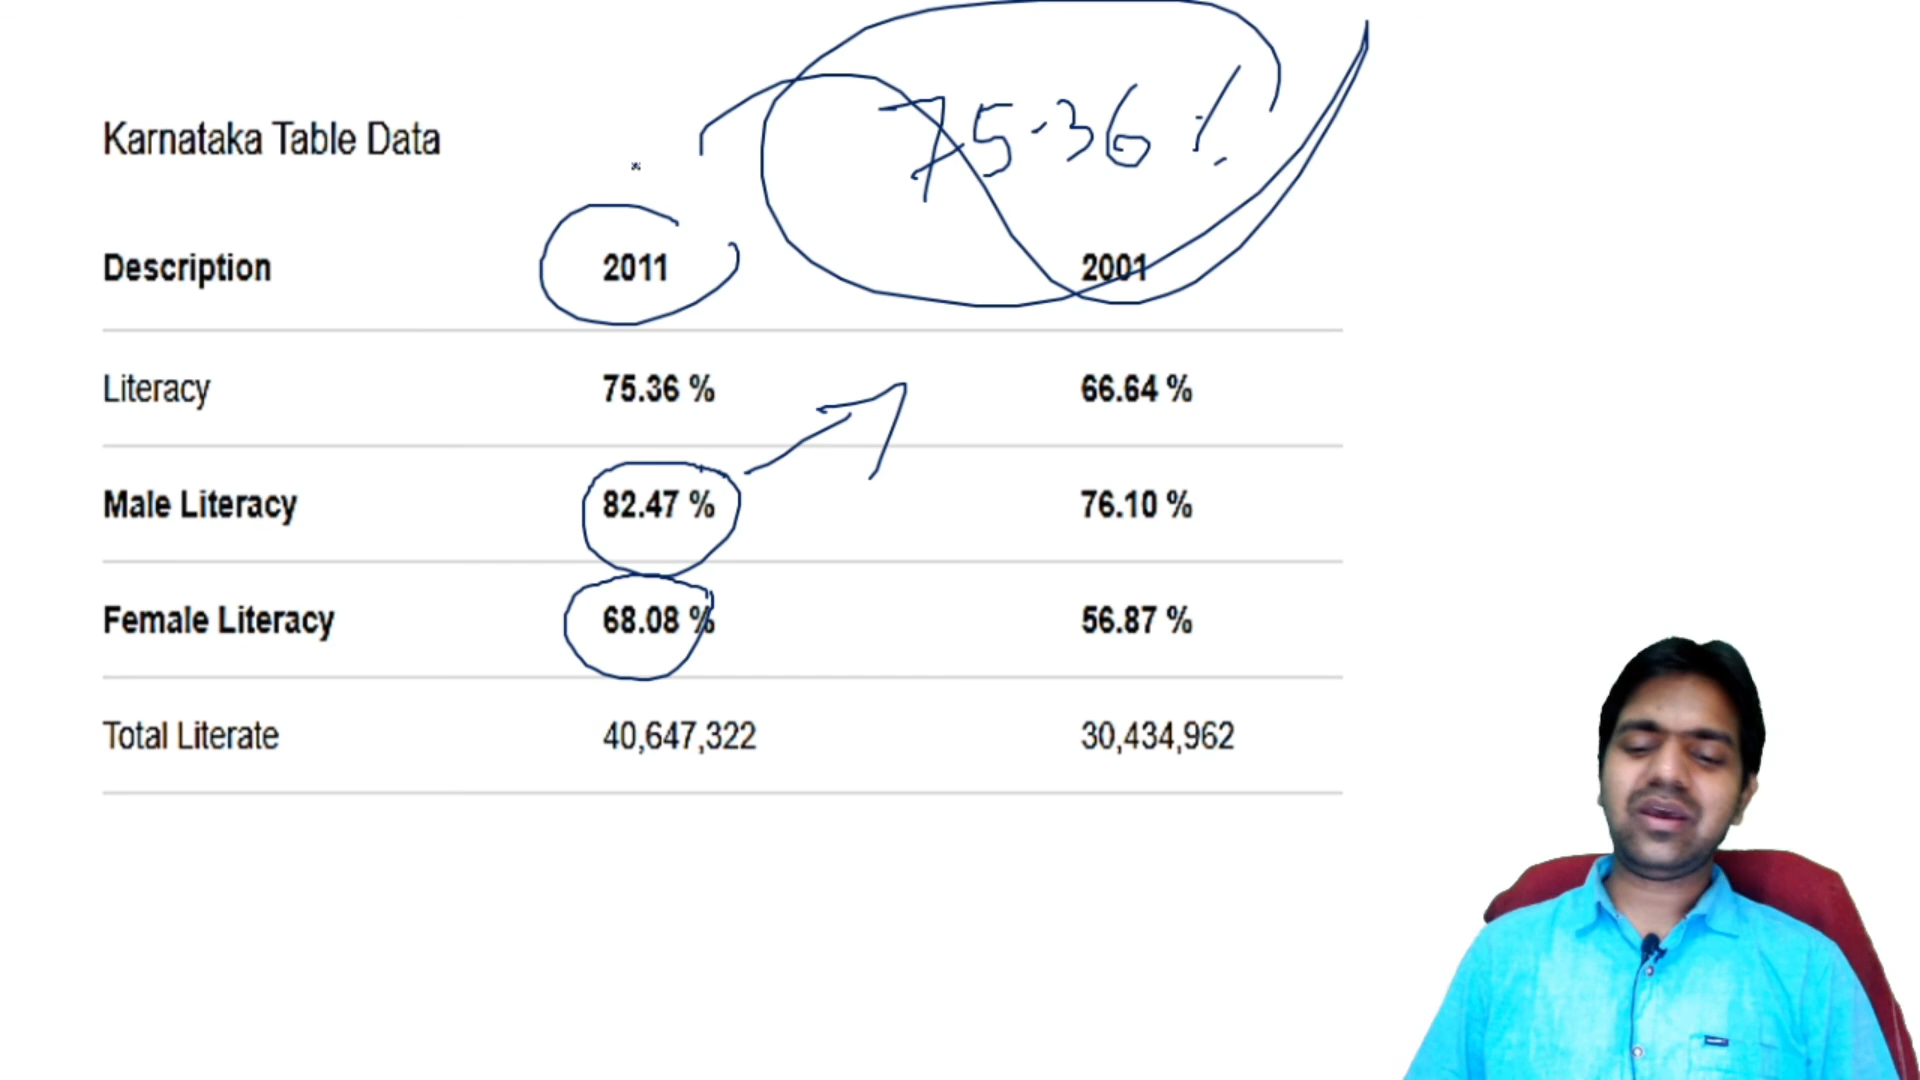 75.36 %
Karnataka Table Data
Description 2011 2001
Literacy 75.36 % 66.64 %
Male Literacy 82.47 % 76.10 %
Female Literacy 68.08 % 56.87 %
Total Literate 40,647,322 30,434,962